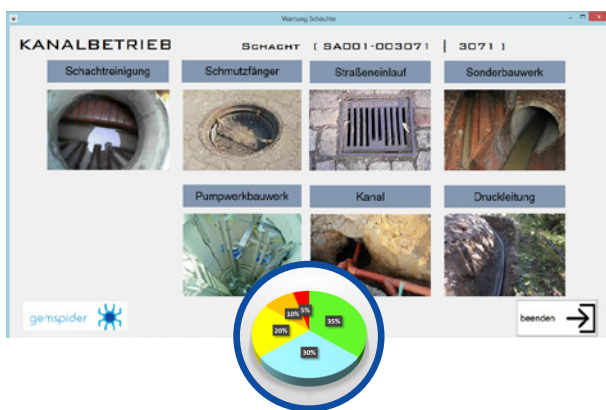 Wartung Schächte
KANALBETRIEB
SCHACHT ( SA001-003071 | 3071 )
Schachtreinigung
Schmutzfänger
Straßeneinlauf
Sonderbauwerk
Pumpwerkbauwerk
Kanal
Druckleitung
gemspider
beenden
10%
5%
35%
20%
30%